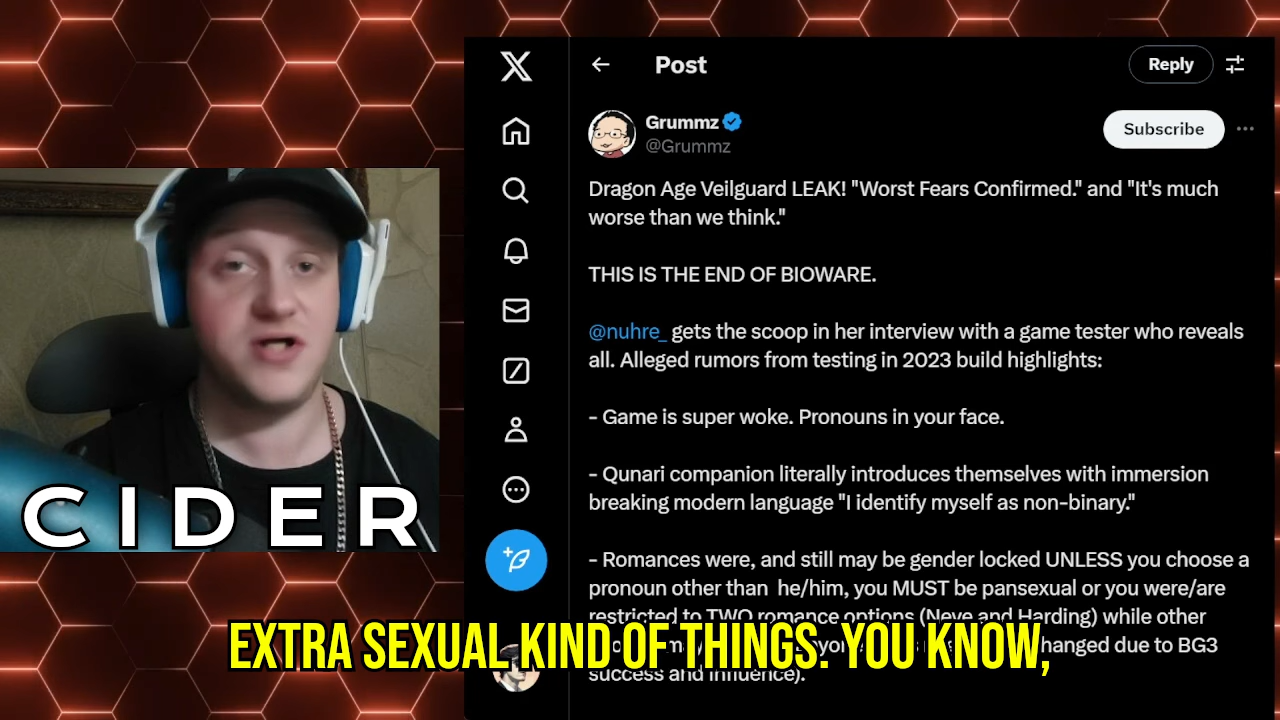 Post
Reply
Grummz
@Grummz
Subscribe
Dragon Age Veilguard LEAK! "Worst Fears Confirmed." and "It's much
worse than we think."
THIS IS THE END OF BIOWARE.
@nuhre_ gets the scoop in her interview with a game tester who reveals
all. Alleged rumors from testing in 2023 build highlights:
- Game is super woke. Pronouns in your face.
- Qunari companion literally introduces themselves with immersion
breaking modern language "I identify myself as non-binary."
- Romances were, and still may be gender locked UNLESS you choose a
pronoun other than he/him, you MUST be pansexual or you were/are
restricted to TWO romance options (Neve and Harding) while other
hanged due to BG3
success and influence).
CIDER
EXTRA SEXUAL KIND OF THINGS. YOU KNOW,